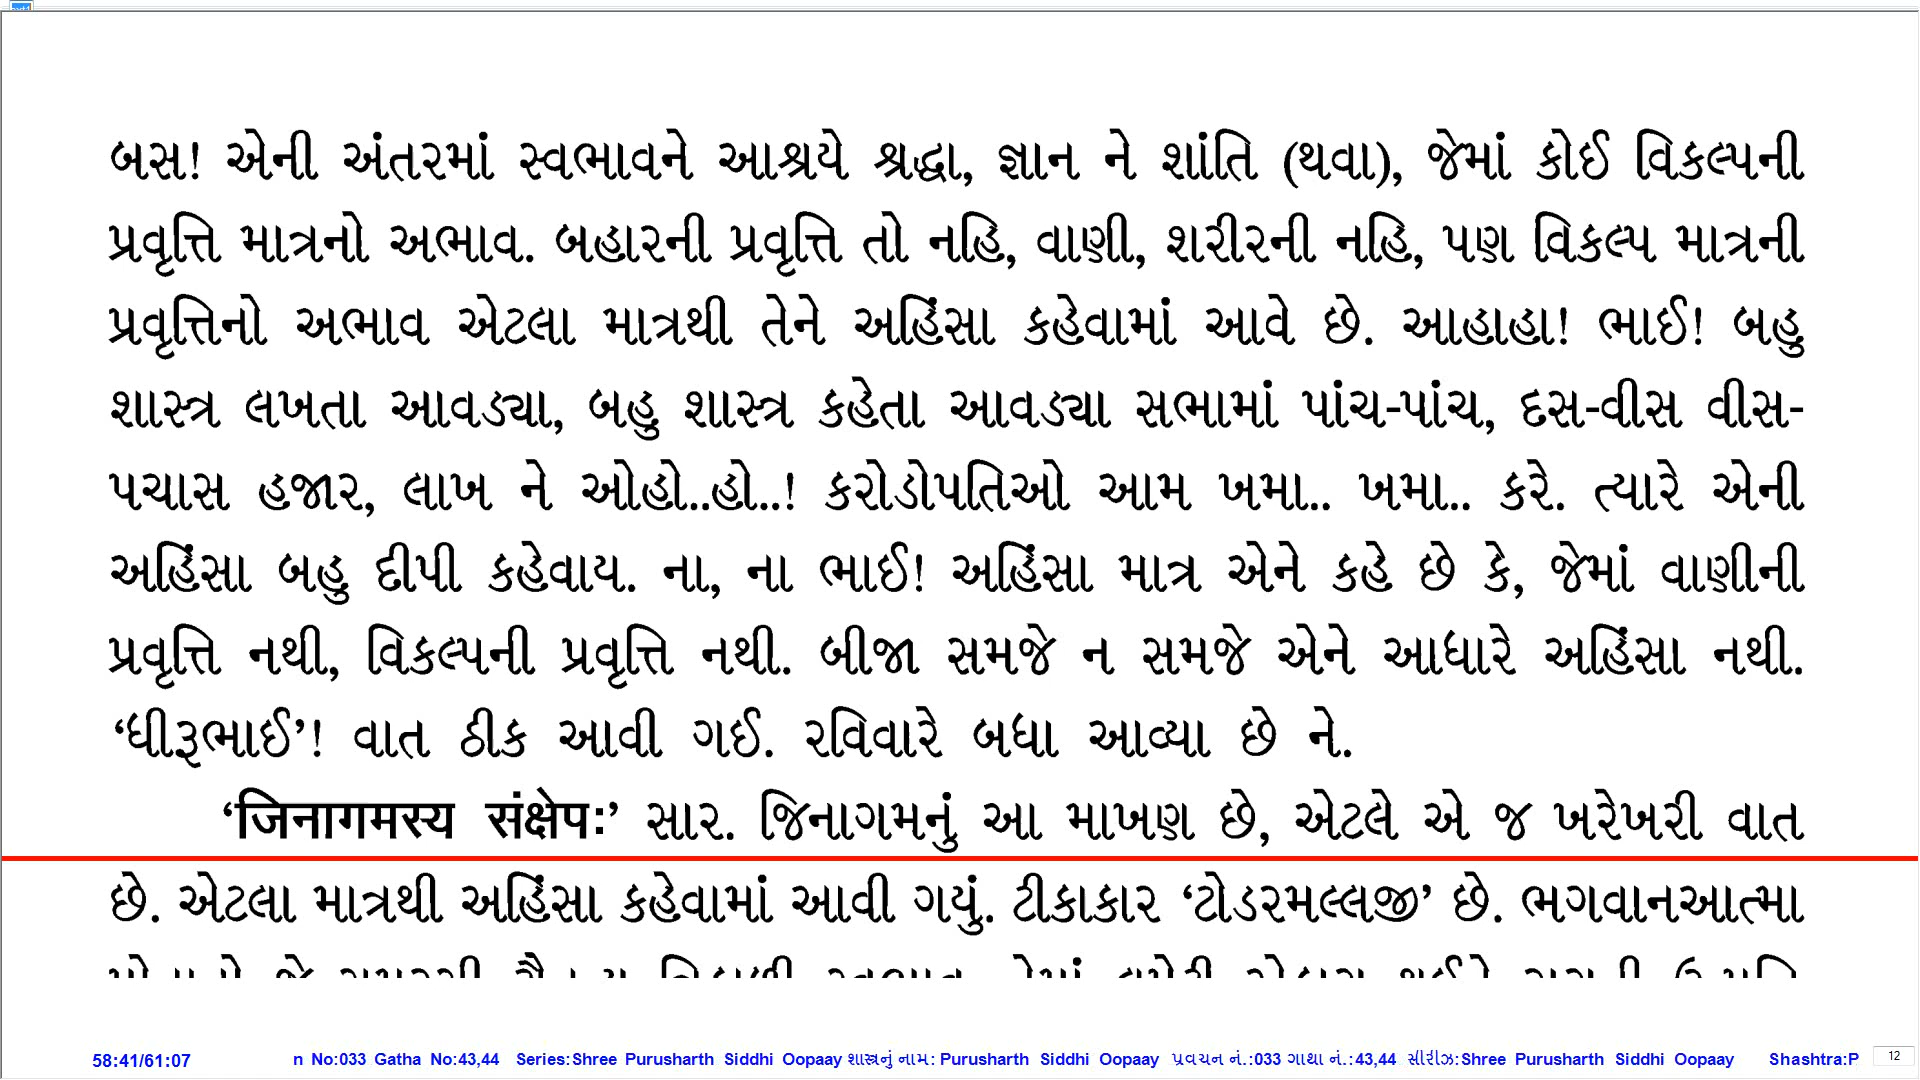 બસ! એની અંતરમાં સ્વભાવને આશ્રયે શ્રદ્ધા, જ્ઞાન ને શાંતિ (થવા), જેમાં કોઈ વિકલ્પની
પ્રવૃત્તિ માત્રનો અભાવ. બહારની પ્રવૃત્તિ તો નહિ, વાણી, શરીરની નહિ, પણ વિકલ્પ માત્રની
પ્રવૃત્તિનો અભાવ એટલા માત્રથી તેને અહિંસા કહેવામાં આવે છે. આહાહા! ભાઈ! બહુ
શાસ્ત્ર લખતા આવડ્યા, બહુ શાસ્ત્ર કહેતા આવડ્યા સભામાં પાંચ-પાંચ, દસ-વીસ વીસ-
પચાસ હજાર, લાખ ને ઓહો..હો..! કરોડોપતિઓ આમ ખમા.. ખમા.. કરે. ત્યારે એની
અહિંસા બહુ દીપી કહેવાય. ના, ના ભાઈ! અહિંસા માત્ર એને કહે છે કે, જેમાં વાણીની
પ્રવૃત્તિ નથી, વિકલ્પની પ્રવૃત્તિ નથી. બીજા સમજે ન સમજે એને આધારે અહિંસા નથી.
‘ધીરૂભાઈ’! વાત ઠીક આવી ગઈ. રવિવારે બધા આવ્યા છે ને.
‘जिनागमस्य संक्षेपः’ સાર. જિનાગમનું આ માખણ છે, એટલે એ જ ખરેખરી વાત
છે. એટલા માત્રથી અહિંસા કહેવામાં આવી ગયું. ટીકાકાર ‘ટોડરમલ્લજી’ છે. ભગવાનઆત્મા
58:41/61:07 n No:033 Gatha No:43,44 Series:Shree Purusharth Siddhi Oopaay શાસ્ત્રનું નામ: Purusharth Siddhi Oopaay પ્રવચન નં.:033 ગાથા નં.:43,44 સીરીઝ:Shree Purusharth Siddhi Oopaay Shashtra:P 12